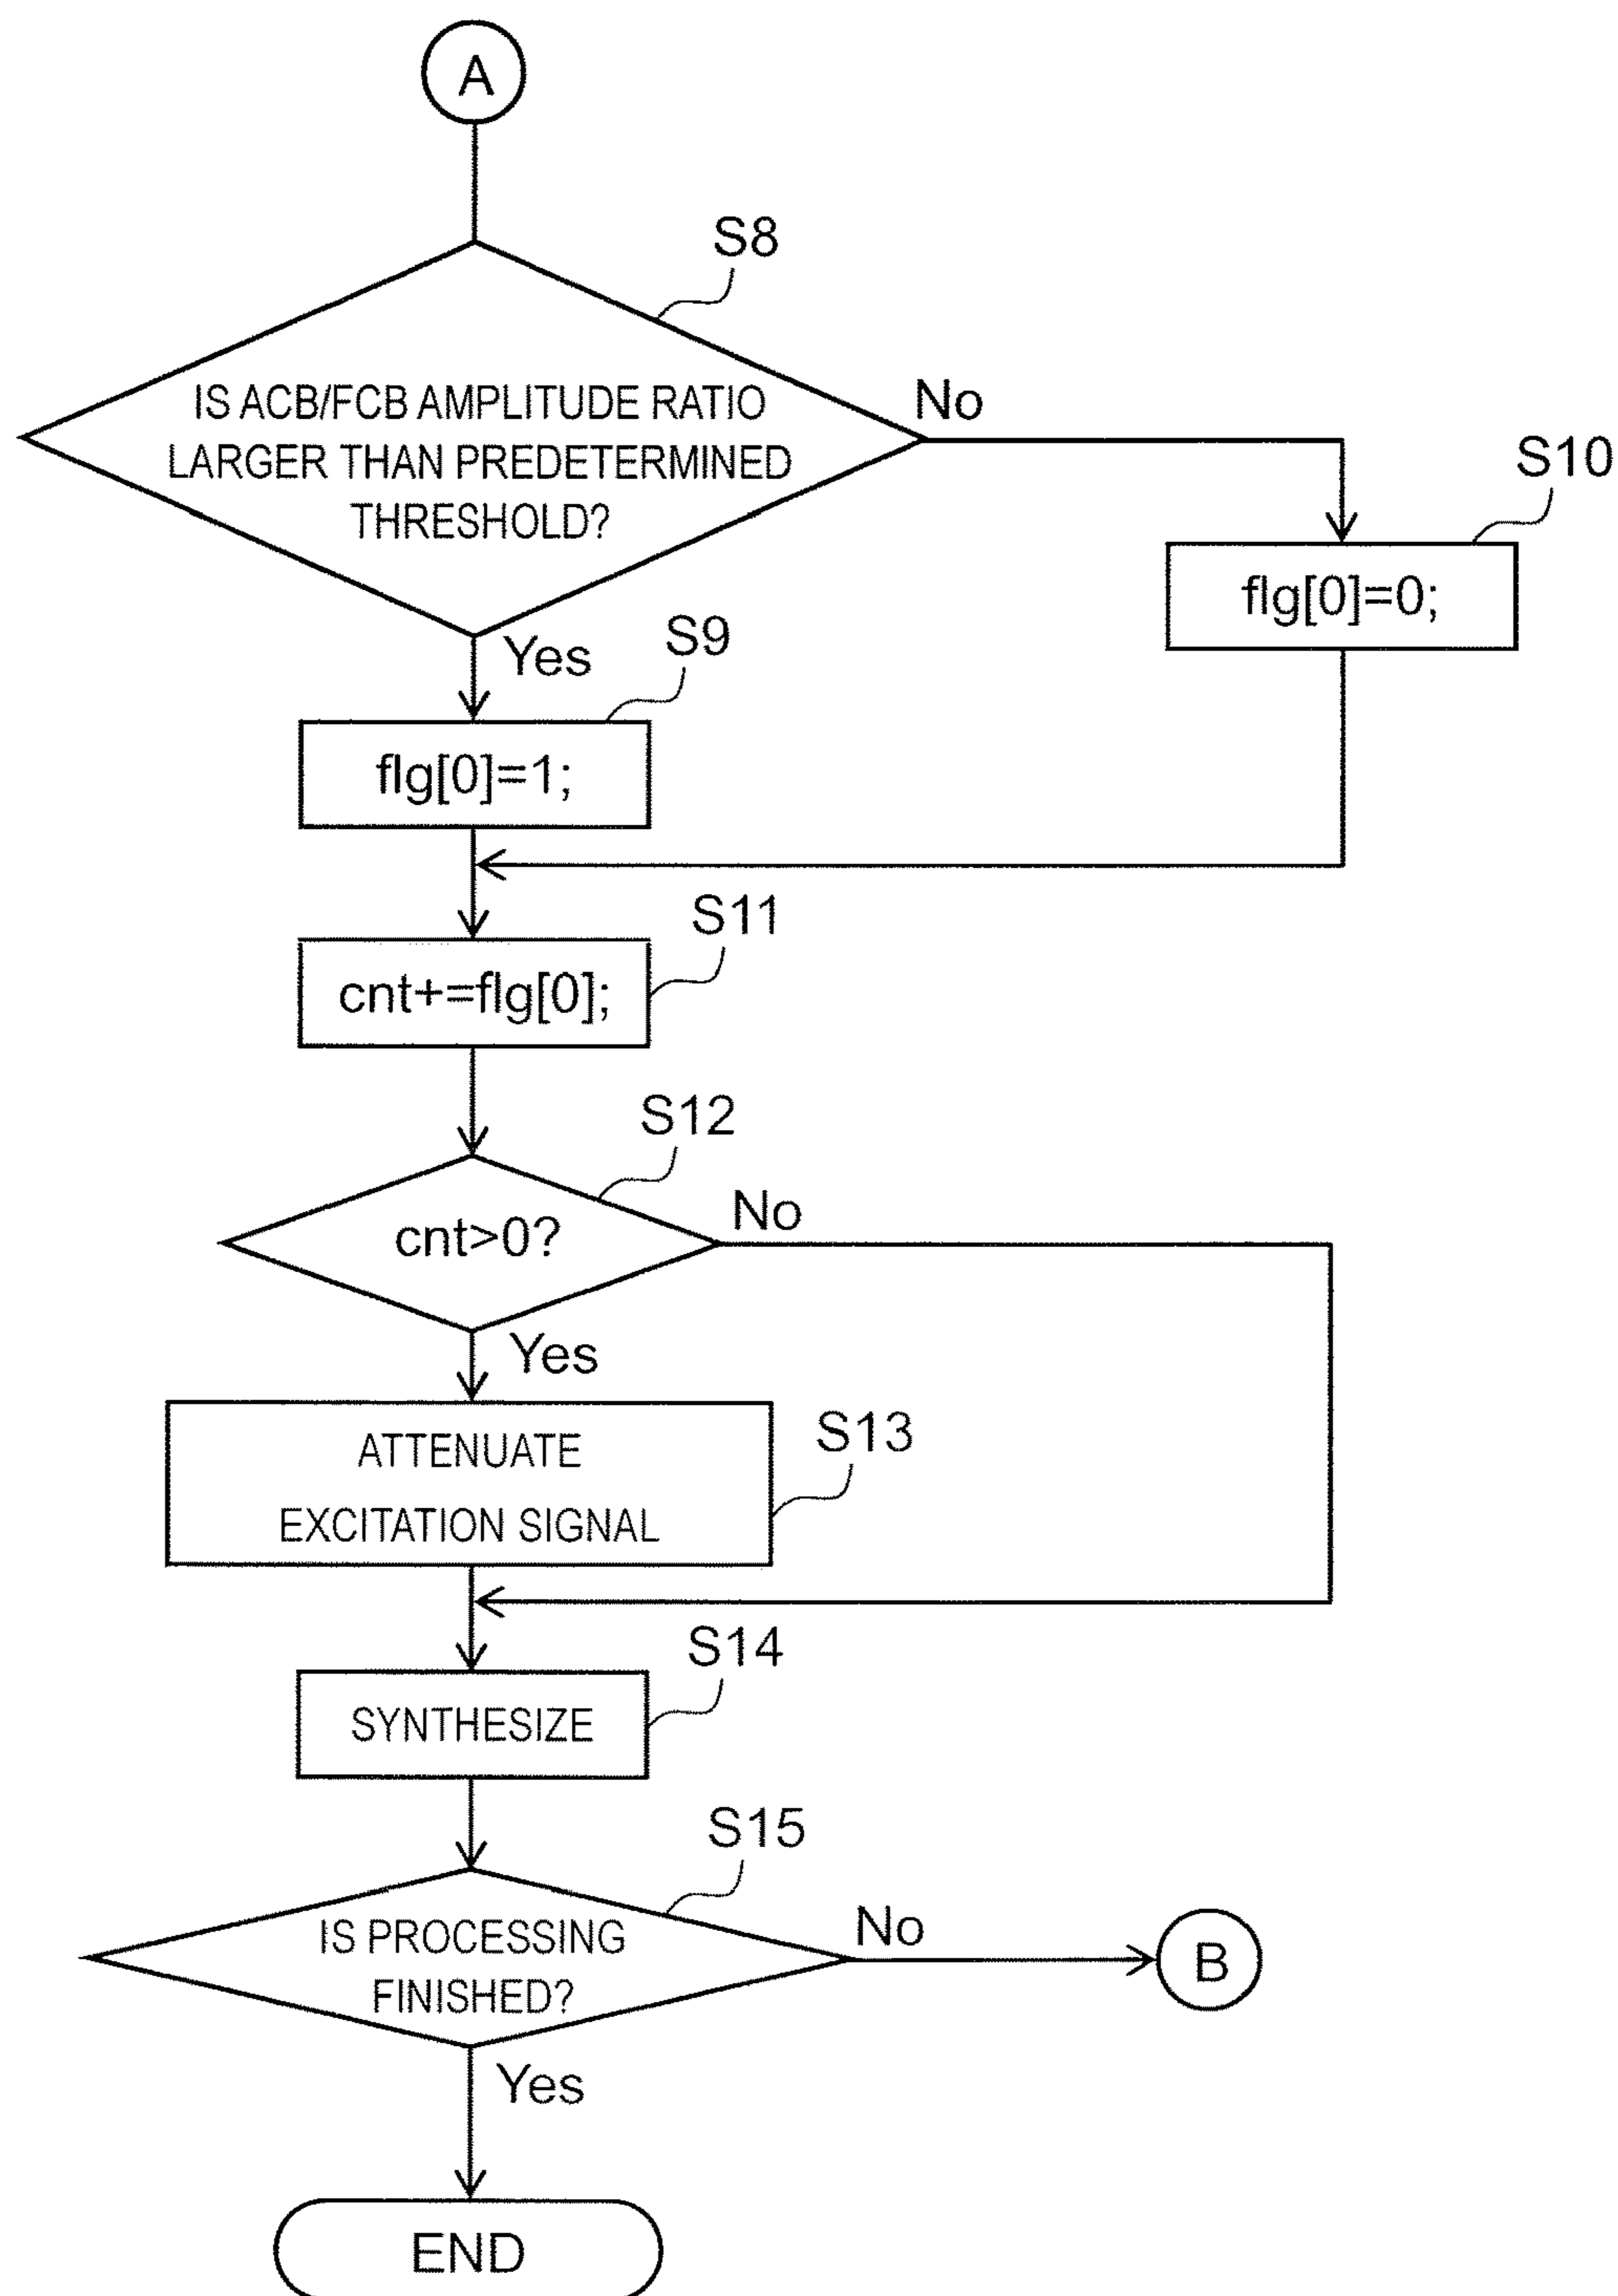 A
S8
IS ACB/FCB AMPLITUDE RATIO
LARGER THAN PREDETERMINED
THRESHOLD?
No
S10
flg[0]=0;
Yes
S9
flg[0]=1;
S11
cnt+=flg[0];
S12
cnt>0?
No
Yes
S13
ATTENUATE
EXCITATION SIGNAL
S14
SYNTHESIZE
S15
IS PROCESSING
FINISHED?
No
B
Yes
END